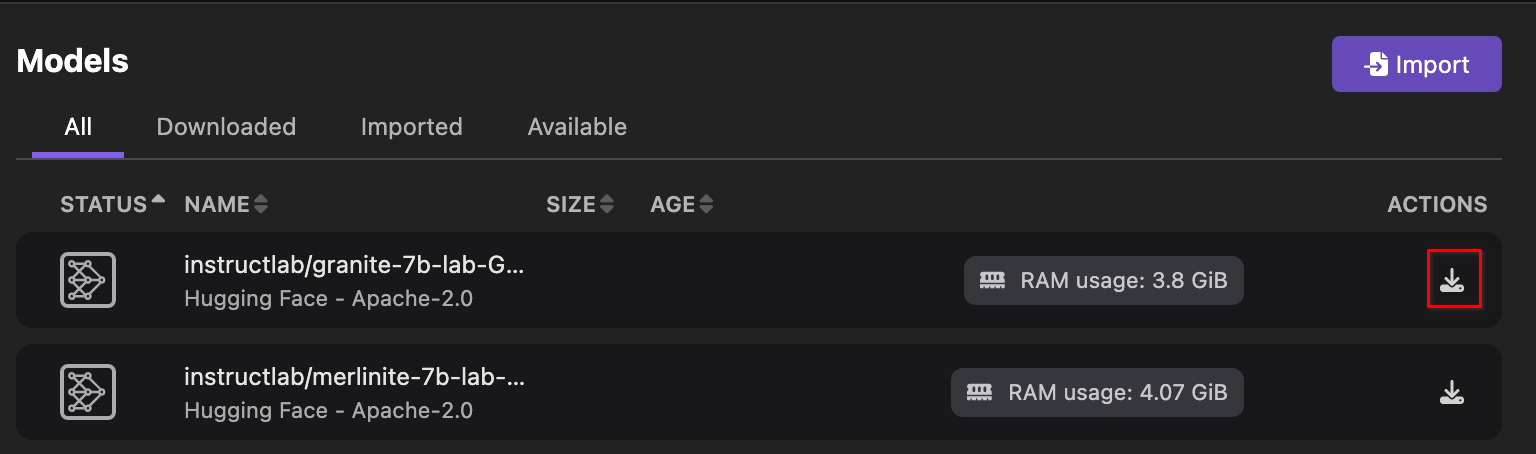 Models
Import
All Downloaded Imported Available
STATUS NAME SIZE AGE ACTIONS
instructlab/granite-7b-lab-G...
Hugging Face - Apache-2.0
RAM usage: 3.8 GiB
instructlab/merlinite-7b-lab-...
Hugging Face - Apache-2.0
RAM usage: 4.07 GiB